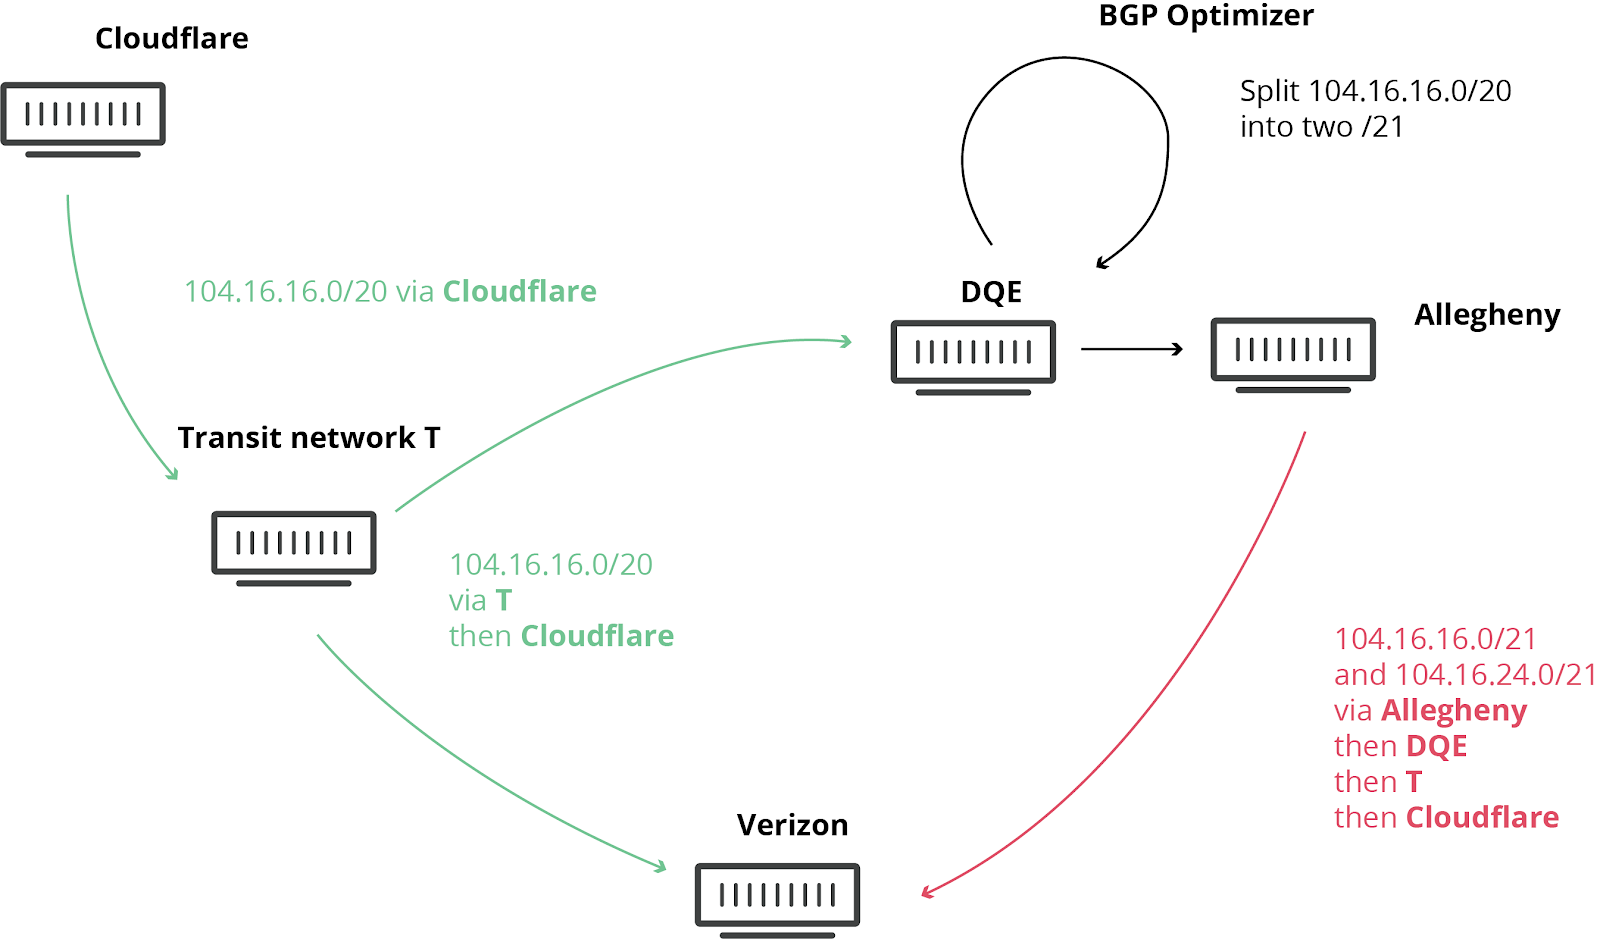 BGP Optimizer
Cloudflare
Split 104.16.16.0/20
into two /21
104.16.16.0/20 via Cloudflare
DQE
Allegheny
Transit network T
104.16.16.0/20
via T
then Cloudflare
104.16.16.0/21
and 104.16.24.0/21
via Allegheny
then DQE
then T
then Cloudflare
Verizon